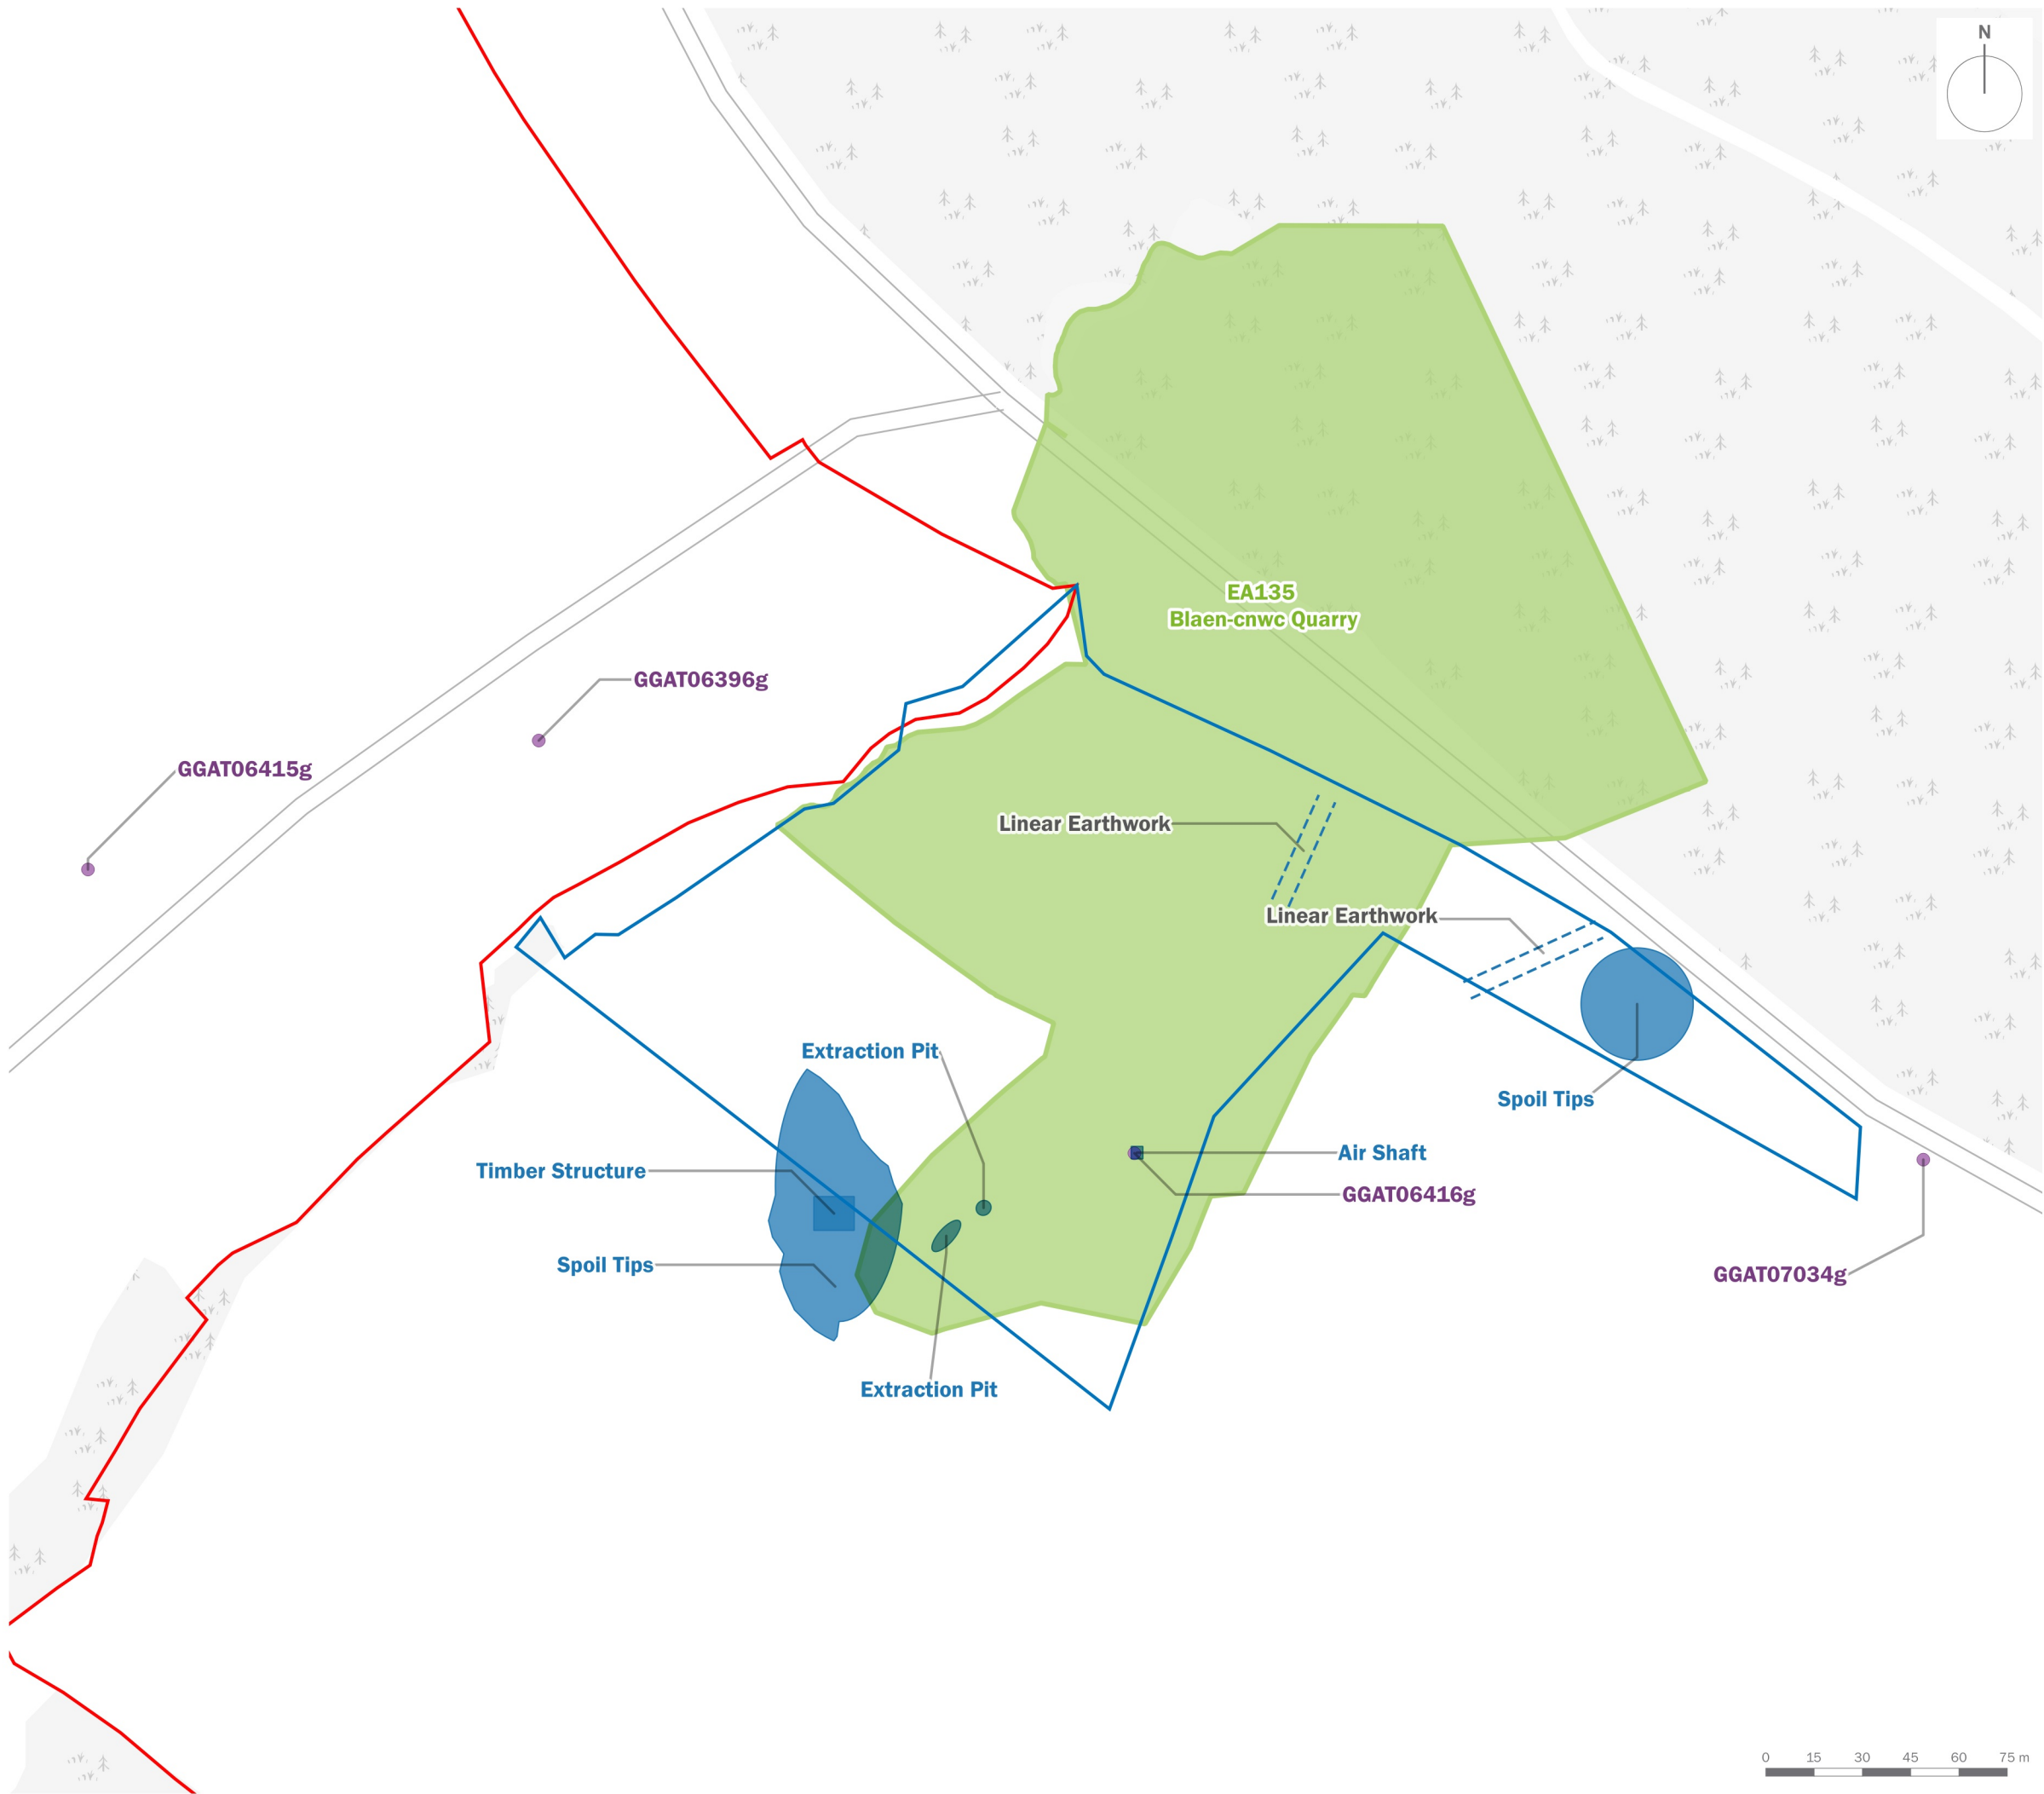 N
EA135
Blaen-cnwc Quarry
GGAT06396g
GGAT06415g
Linear Earthwork
Linear Earthwork
Extraction Pit
Spoil Tips
Air Shaft
Timber Structure
GGAT06416g
Spoil Tips
GGAT07034g
Extraction Pit
0 15 30 45 60 75 m